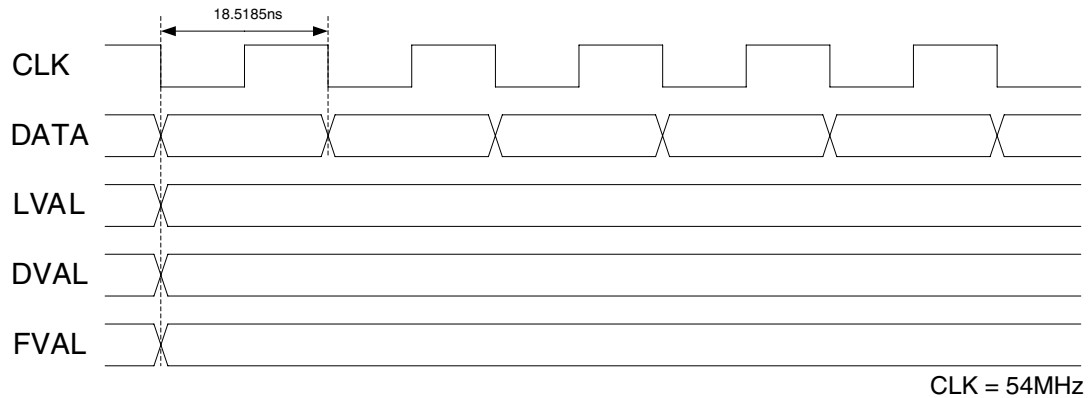 18.5185ns
CLK
DATA
LVAL
DVAL
FVAL
CLK = 54MHz